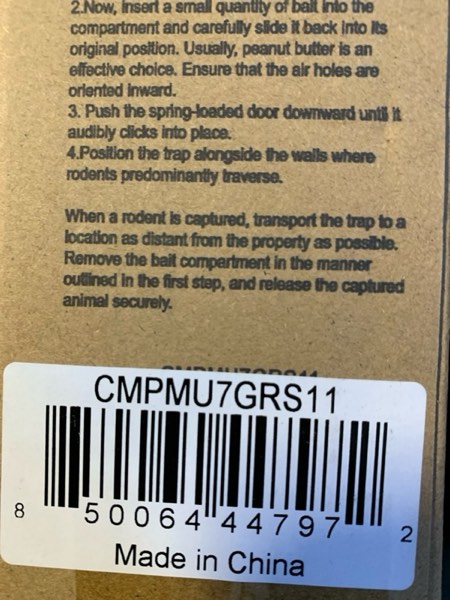 2.Now, insert a small quantity of bait into the
compartment and carefully slide it back into its
original position. Usually, peanut butter is an
effective choice. Ensure that the air holes are
oriented inward.
3. Push the spring-loaded door downward until it
audibly clicks into place.
4.Position the trap alongside the walls where
rodents predominantly traverse.
When a rodent is captured, transport the trap to a
location as distant from the property as possible.
Remove the bait compartment in the manner
outlined in the first step, and release the captured
animal securely.
CMPMU7GRS11
8 50064 44797 2
Made in China